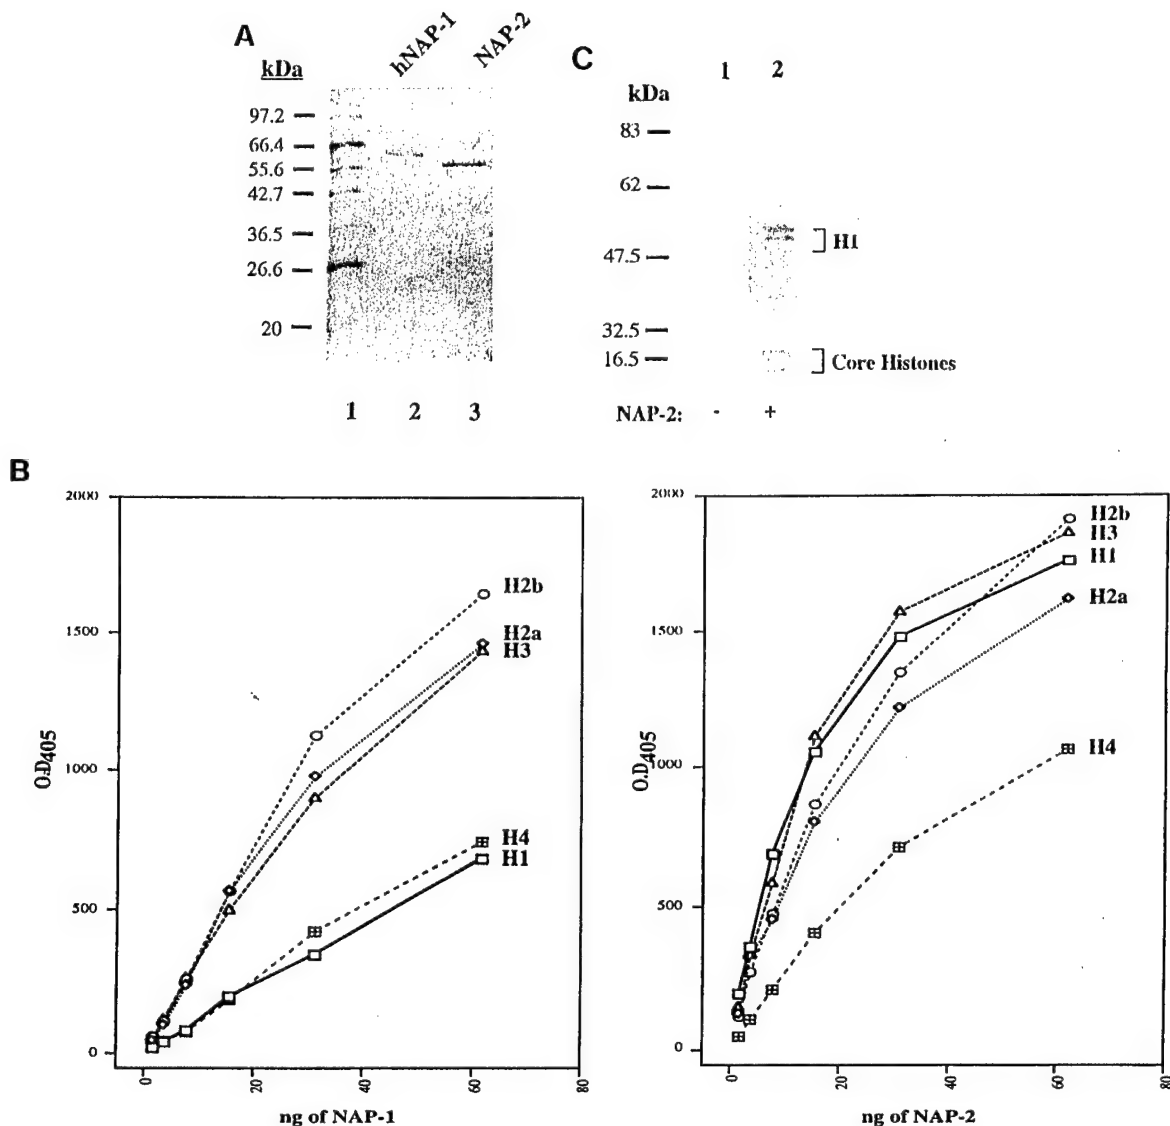 A
hNAP-1
NAP-2
kDa
97.2
66.4
55.6
42.7
36.5
26.6
20
1 2 3
C
1 2
kDa
83
62
47.5
32.5
16.5
H1
Core Histones
NAP-2: - +
B
2000
1500
1000
500
0
O.D405
0 20 40 60 80
ng of NAP-1
H2b
H2a
H3
H4
H1
2000
1500
1000
500
0
O.D405
0 20 40 60 80
ng of NAP-2
H2b
H3
H1
H2a
H4